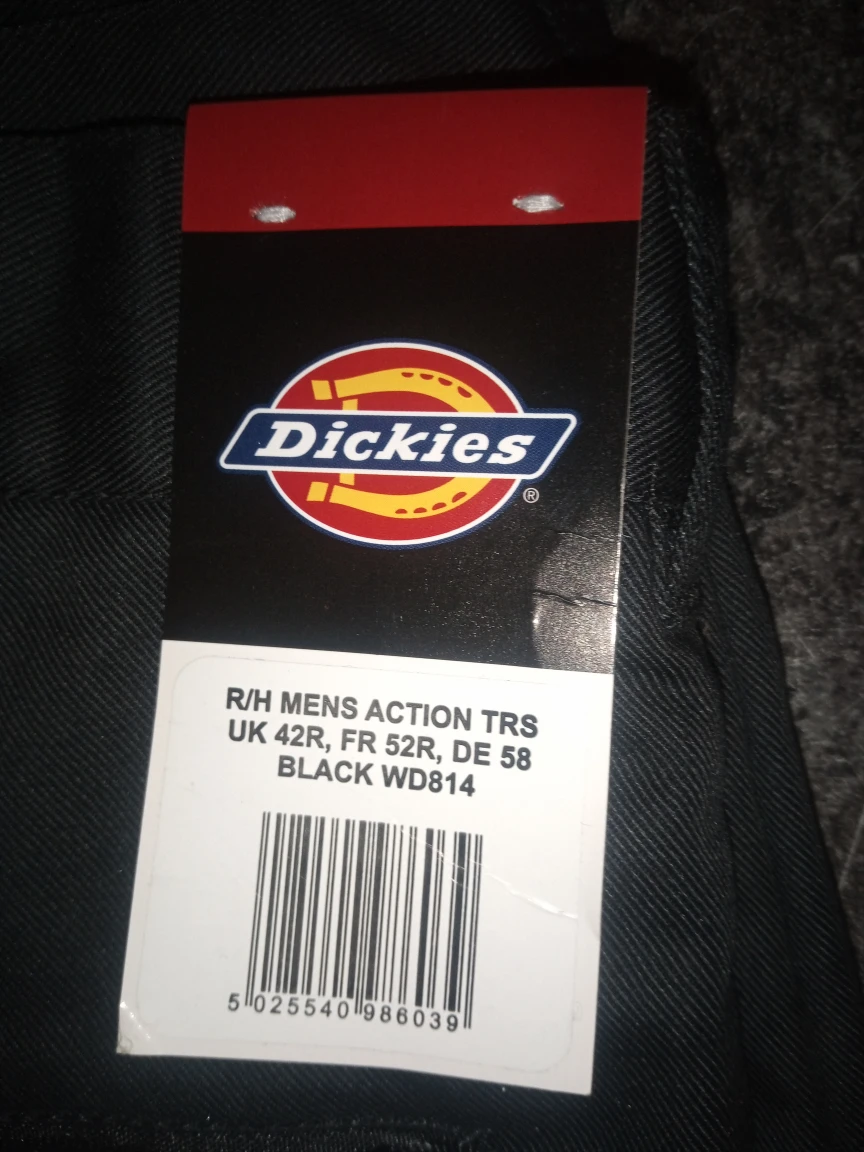 Dickies
®
R/H MENS ACTION TRS
UK 42R, FR 52R, DE 58
BLACK WD814
5 025540 986039